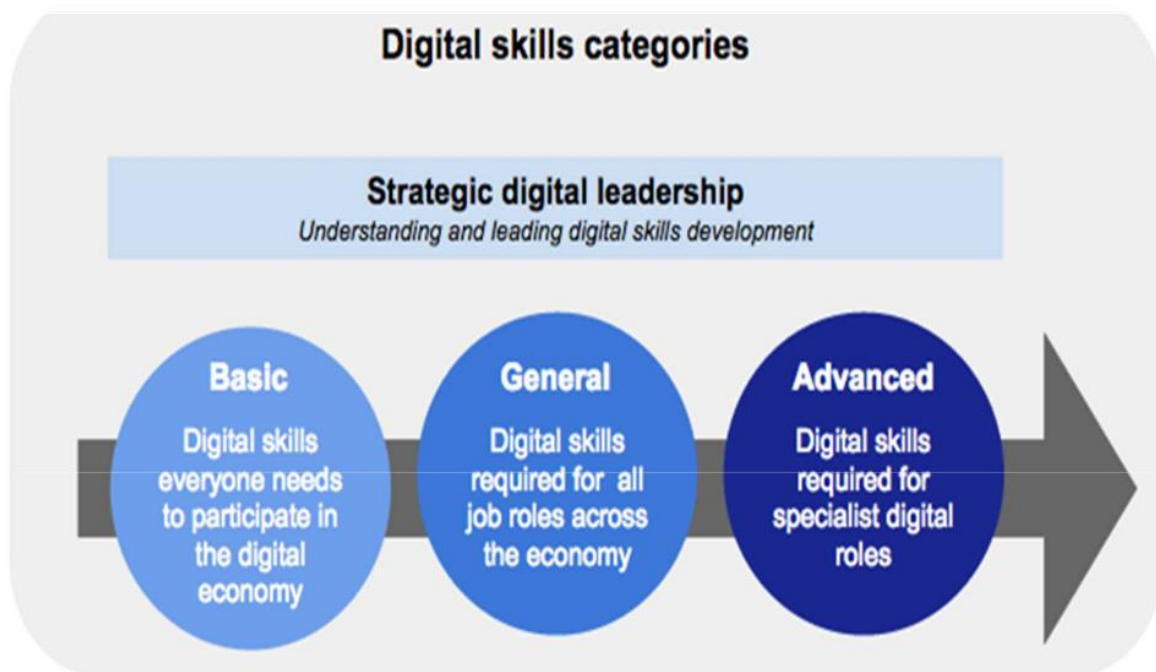 Digital skills categories
Strategic digital leadership
Understanding and leading digital skills development
Basic
Digital skills
everyone needs
to participate in
the digital
economy
General
Digital skills
required for all
job roles across
the economy
Advanced
Digital skills
required for
specialist digital
roles